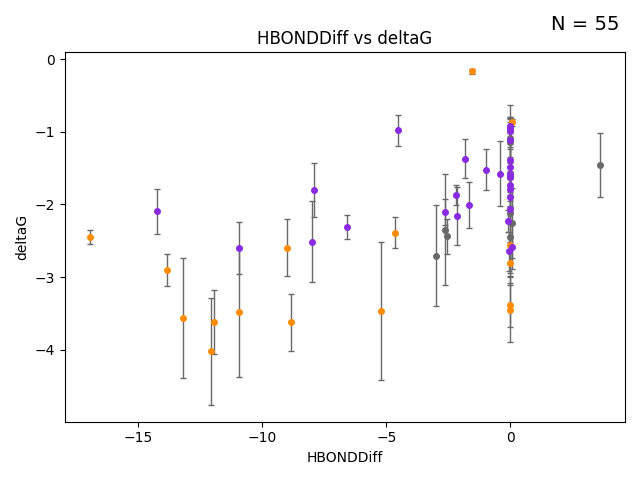 N = 55
HBONDDiff vs deltaG
deltaG
0
−1
−2
−3
−4
−15
−10
−5
0
HBONDDiff